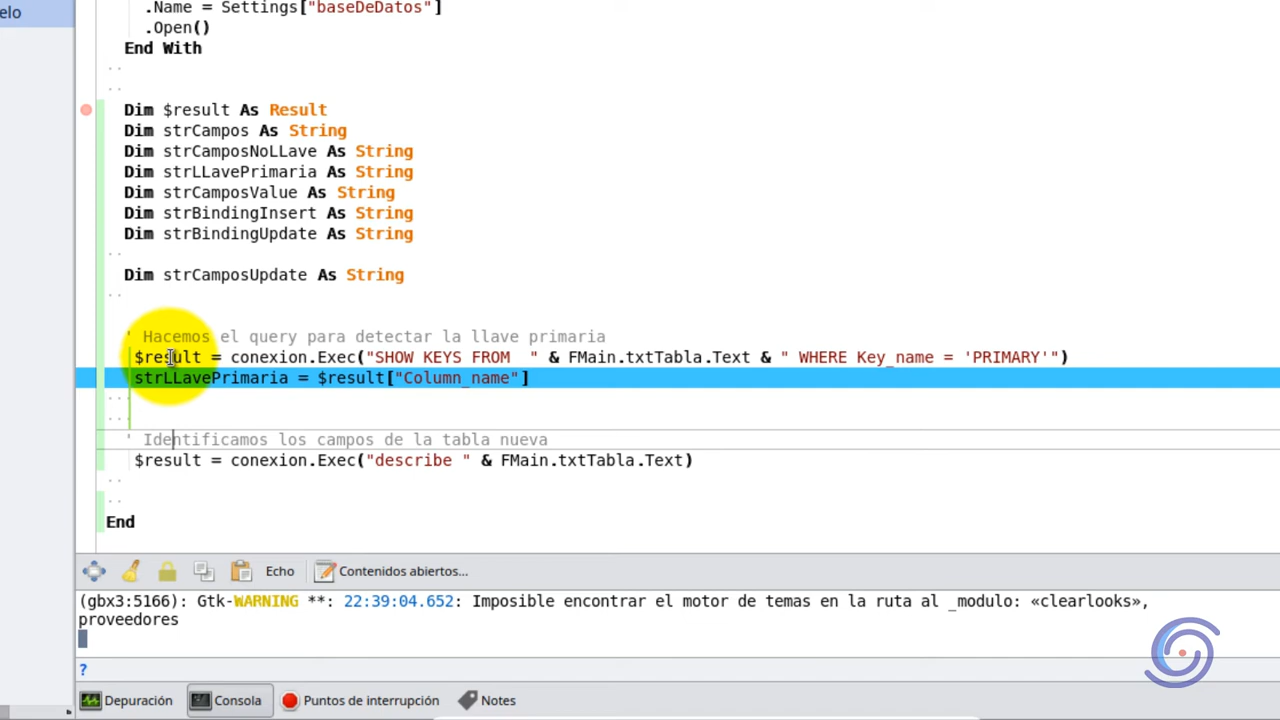 elo
.Name = Settings["baseDeDatos"]
.Open()
End With
Dim $result As Result
Dim strCampos As String
Dim strCamposNoLLave As String
Dim strLLavePrimaria As String
Dim strCamposValue As String
Dim strBindingInsert As String
Dim strBindingUpdate As String
Dim strCamposUpdate As String
' Hacemos el query para detectar la llave primaria
$result = conexion.Exec("SHOW KEYS FROM  " & FMain.txtTabla.Text & " WHERE Key_name = 'PRIMARY'")
strLLavePrimaria = $result["Column_name"]
' Identificamos los campos de la tabla nueva
$result = conexion.Exec("describe " & FMain.txtTabla.Text)
End
Echo Contenidos abiertos...
(gbx3:5166): Gtk-WARNING **: 22:39:04.652: Imposible encontrar el motor de temas en la ruta al _modulo: «clearlooks»,
proveedores
?
Depuración Consola Puntos de interrupción Notes